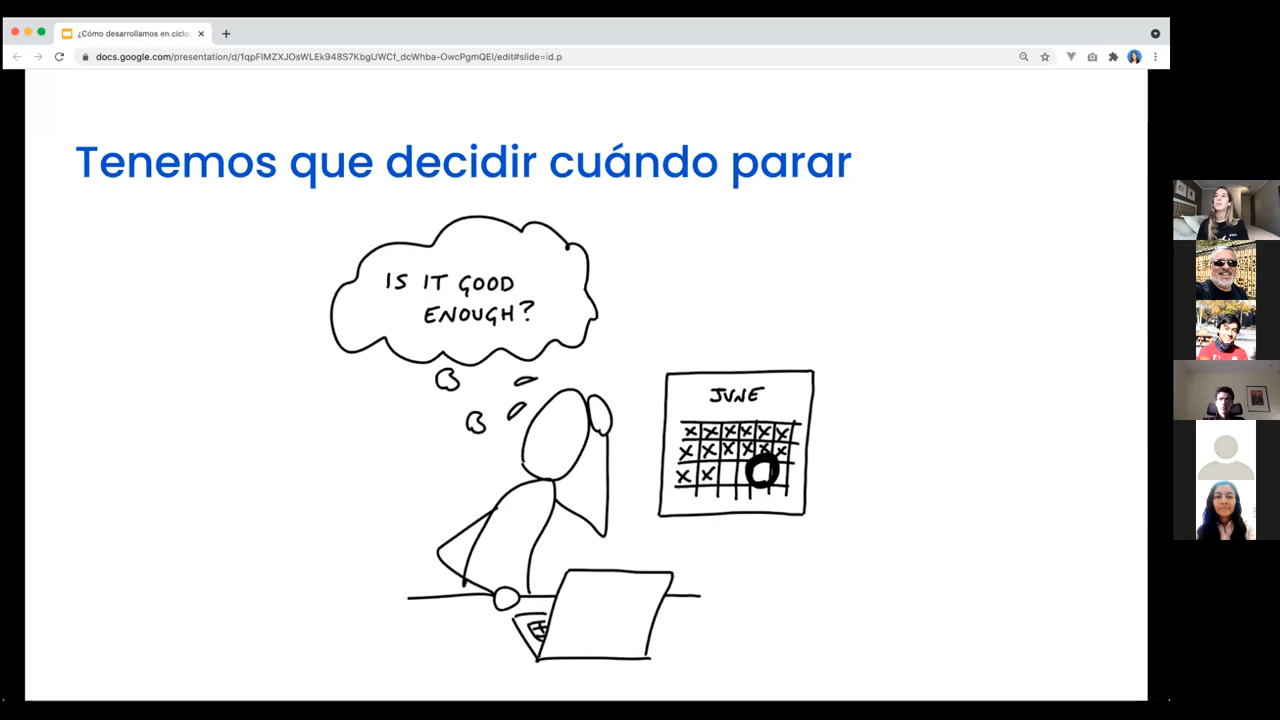 ¿Cómo desarrollamos en ciclo
docs.google.com/presentation/d/1qpFIMZXJOsWLEk948S7KbgUWCf_dcWhba-OwcPgmQEI/edit#slide=id.p
Tenemos que decidir cuándo parar
IS IT GOOD
ENOUGH?
JUNE